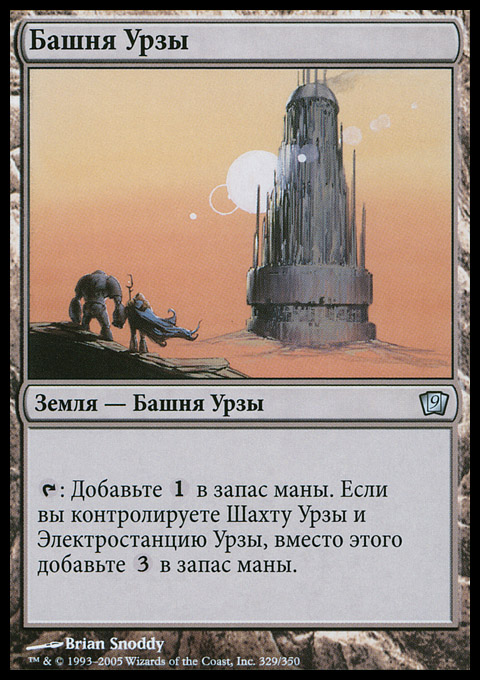 Башня Урзы
Земля — Башня Урзы
9
: Добавьте 1 в запас маны. Если
вы контролируете Шахту Урзы и
Электростанцию Урзы, вместо этого
добавьте 3 в запас маны.
Brian Snoddy
™ & © 1993–2005 Wizards of the Coast, Inc. 329/350